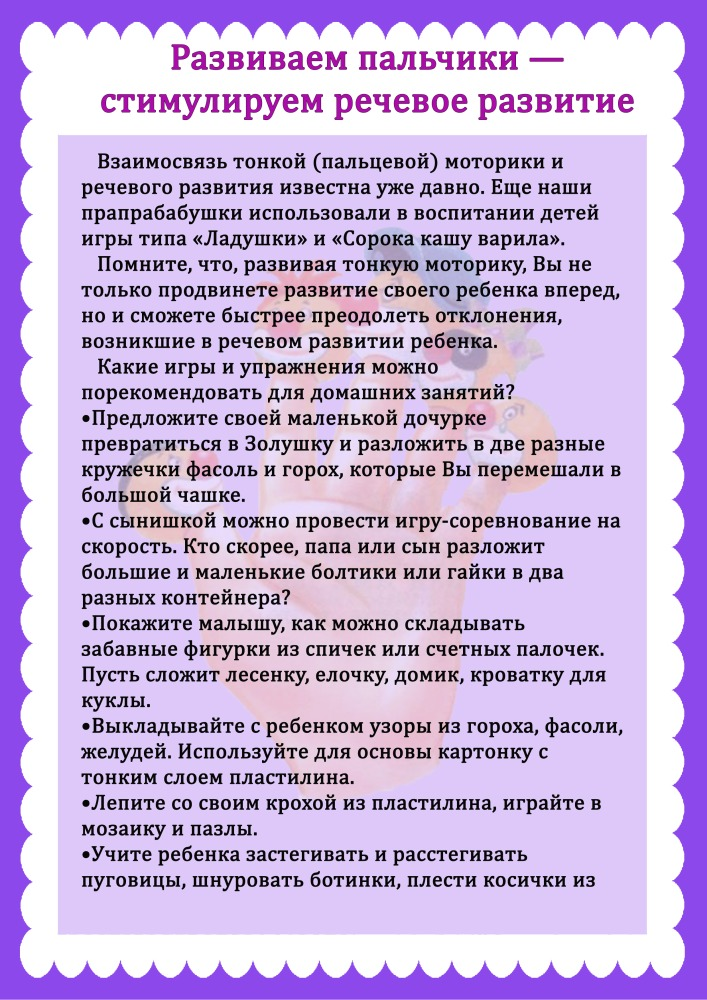 Развиваем пальчики —
стимулируем речевое развитие
Взаимосвязь тонкой (пальцевой) моторики и
речевого развития известна уже давно. Еще наши
прапрабабушки использовали в воспитании детей
игры типа «Ладушки» и «Сорока кашу варила».
Помните, что, развивая тонкую моторику, Вы не
только продвинете развитие своего ребенка вперед,
но и сможете быстрее преодолеть отклонения,
возникшие в речевом развитии ребенка.
Какие игры и упражнения можно
порекомендовать для домашних занятий?
•Предложите своей маленькой дочурке
превратиться в Золушку и разложить в две разные
кружечки фасоль и горох, которые Вы перемешали в
большой чашке.
•С сынишкой можно провести игру-соревнование на
скорость. Кто скорее, папа или сын разложит
большие и маленькие болтики или гайки в два
разных контейнера?
•Покажите малышу, как можно складывать
забавные фигурки из спичек или счетных палочек.
Пусть сложит лесенку, елочку, домик, кроватку для
куклы.
•Выкладывайте с ребенком узоры из гороха, фасоли,
желудей. Используйте для основы картонку с
тонким слоем пластилина.
•Лепите со своим крохой из пластилина, играйте в
мозаику и пазлы.
•Учите ребенка застегивать и расстегивать
пуговицы, шнуровать ботинки, плести косички из